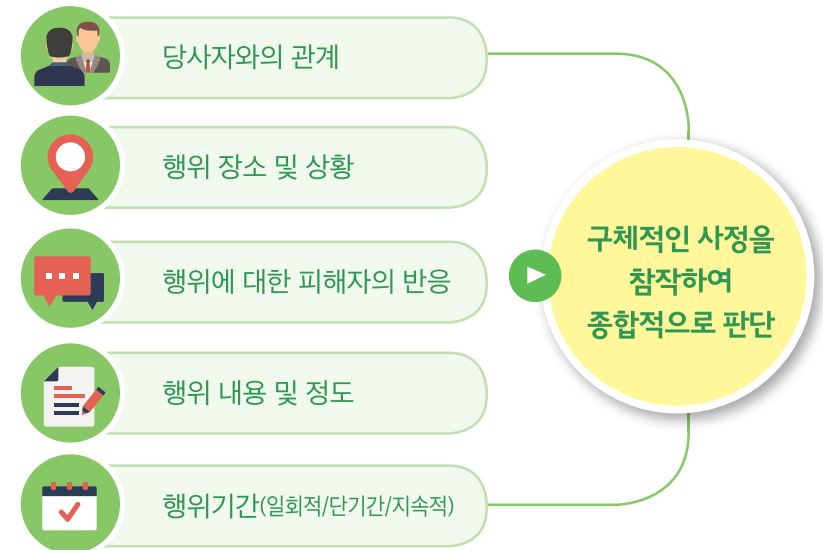 당사자와의 관계
행위 장소 및 상황
행위에 대한 피해자의 반응
행위 내용 및 정도
행위기간(일회적/단기간/지속적)
구체적인 사정을
참작하여
종합적으로 판단